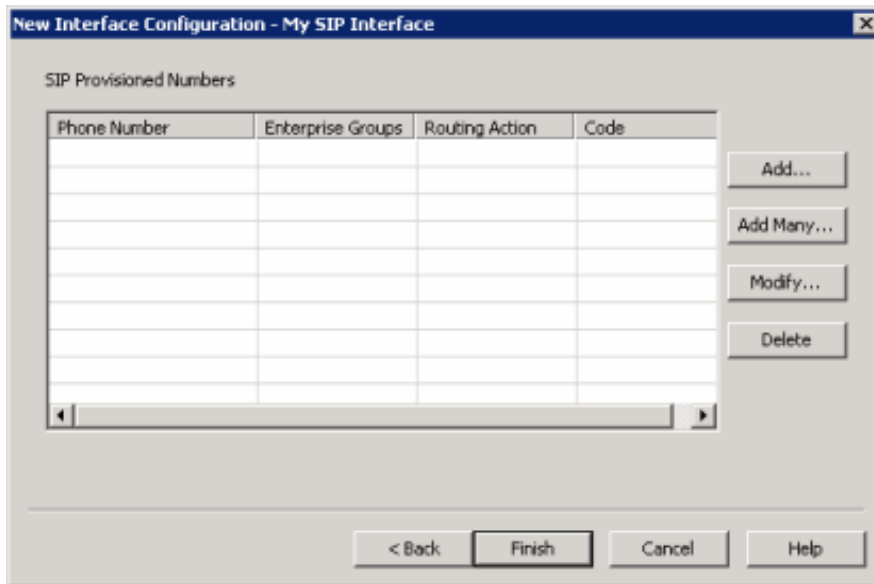 New Interface Configuration - My SIP Interface
SIP Provisioned Numbers
Phone Number Enterprise Groups Routing Action Code
Add...
Add Many...
Modify...
Delete
< Back Finish Cancel Help